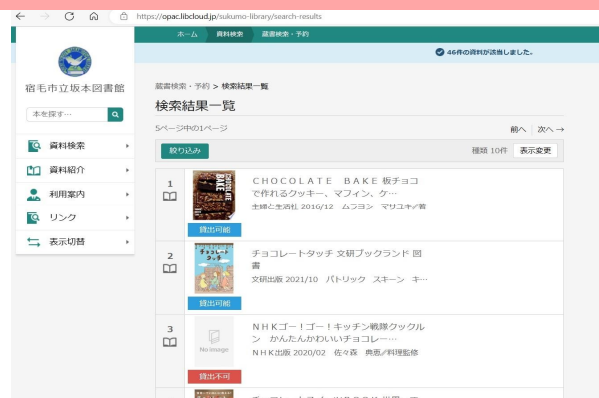 https://opac.libcloud.jp/sukumo-library/search-results
ホーム 資料検索 蔵書検索・予約
46件の資料が該当しました。
宿毛市立坂本図書館
本を探す…
資料検索
資料紹介
利用案内
リンク
表示切替
蔵書検索・予約 > 検索結果一覧
検索結果一覧
5ページ中の1ページ
前へ 次へ →
絞り込み
種類 10件 表示変更
1
CHOCOLATE BAKE 板チョコ
で作れるクッキー、マフィン、ケ…
主婦と生活社 2016/12 ムラヨシ マサユキ/著
貸出可能
2
チョコレートタッチ 文研ブックランド 図
書
文研出版 2021/10 パトリック スキーン キ…
貸出可能
3
NHKゴー!ゴー!キッチン戦隊クックル
ン かんたんかわいいチョコレー…
NHK出版 2020/02 佐々森 典恵/料理監修
No image
貸出不可